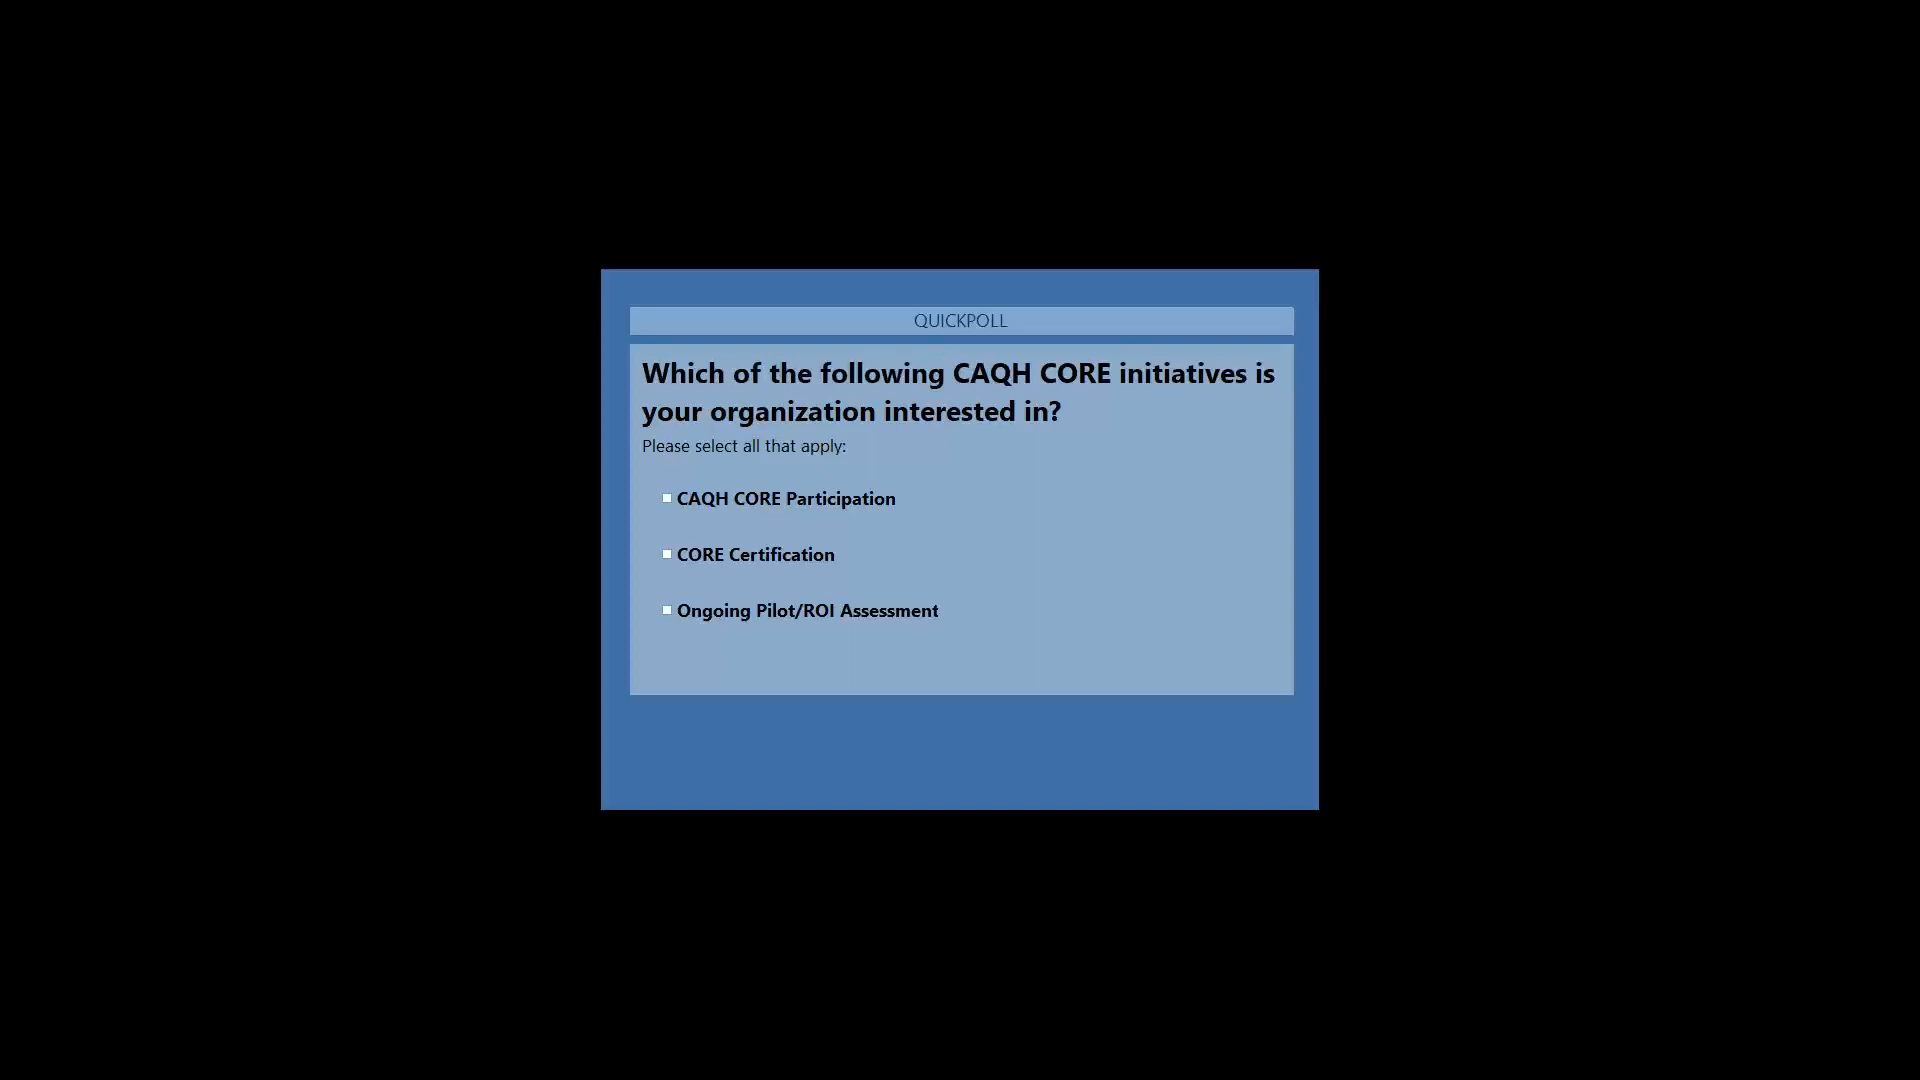 QUICKPOLL
Which of the following CAQH CORE initiatives is
your organization interested in?
Please select all that apply:
CAQH CORE Participation
CORE Certification
Ongoing Pilot/ROI Assessment